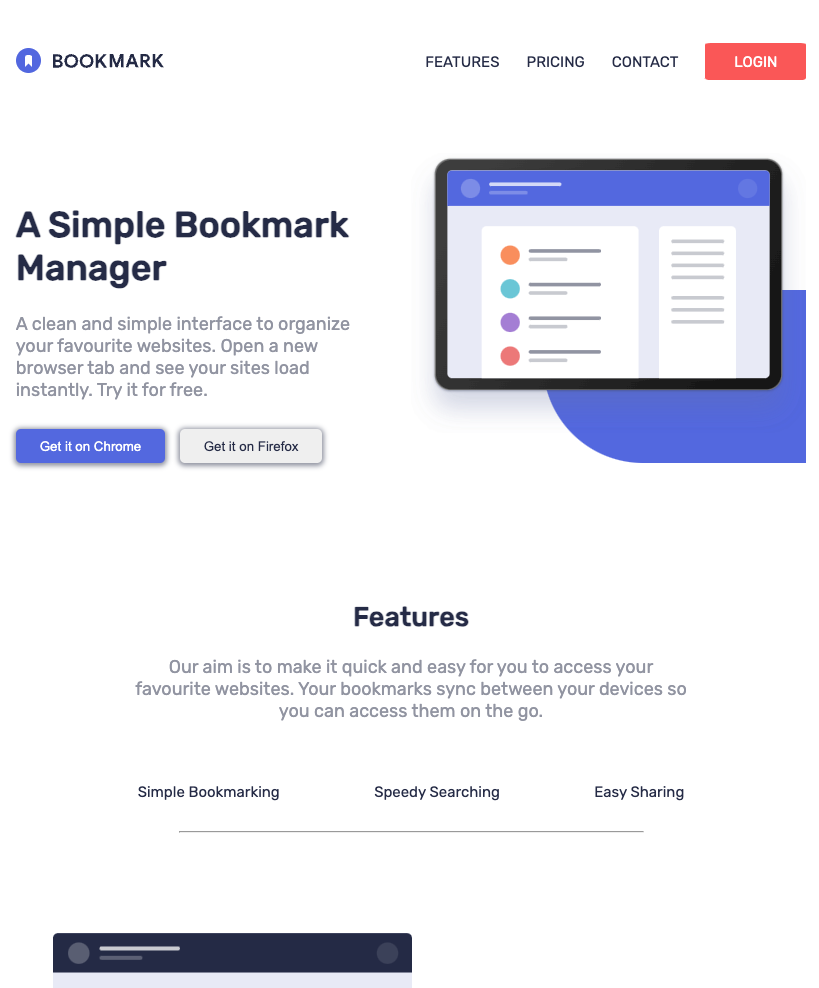 BOOKMARK
FEATURES PRICING CONTACT LOGIN
A Simple Bookmark
Manager
A clean and simple interface to organize
your favourite websites. Open a new
browser tab and see your sites load
instantly. Try it for free.
Get it on Chrome Get it on Firefox
Features
Our aim is to make it quick and easy for you to access your
favourite websites. Your bookmarks sync between your devices so
you can access them on the go.
Simple Bookmarking Speedy Searching Easy Sharing